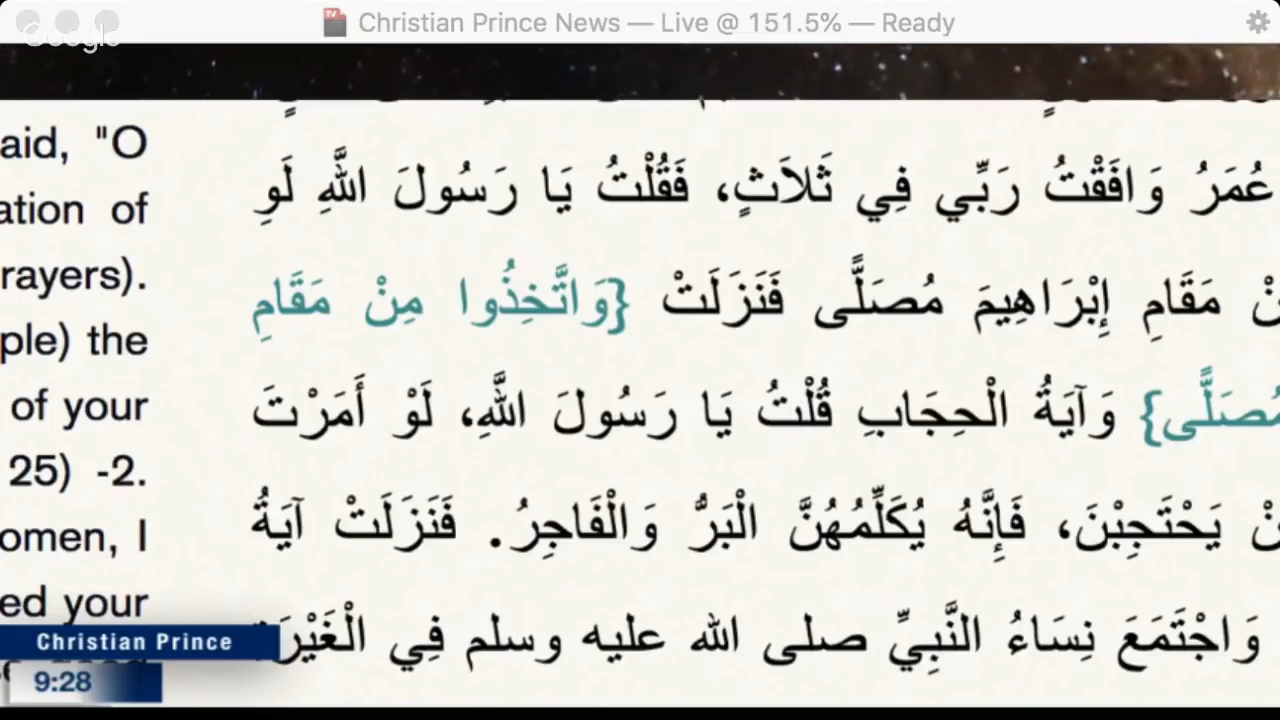 Christian Prince News — Live @ 151.5% — Ready
Google
aid, "O
ation of
rayers).
ple) the
of your
25) -2.
omen, I
ed your
عُمَرُ وَافَقْتُ رَبِّي فِي ثَلاَثٍ، فَقُلْتُ يَا رَسُولَ اللَّهِ لَوِ
نْ مَقَامِ إِبْرَاهِيمَ مُصَلًّى فَنَزَلَتْ {وَاتَّخِذُوا مِنْ مَقَامِ
مُصَلًّى} وَآيَةُ الْحِجَابِ قُلْتُ يَا رَسُولَ اللَّهِ، لَوْ أَمَرْتَ
نْ يَحْتَجِبْنَ، فَإِنَّهُ يُكَلِّمُهُنَّ الْبَرُّ وَالْفَاجِرُ. فَنَزَلَتْ آيَةُ
وَاجْتَمَعَ نِسَاءُ النَّبِيِّ صلى الله عليه وسلم فِي الْغَيْرَةِ
Christian Prince
9:28